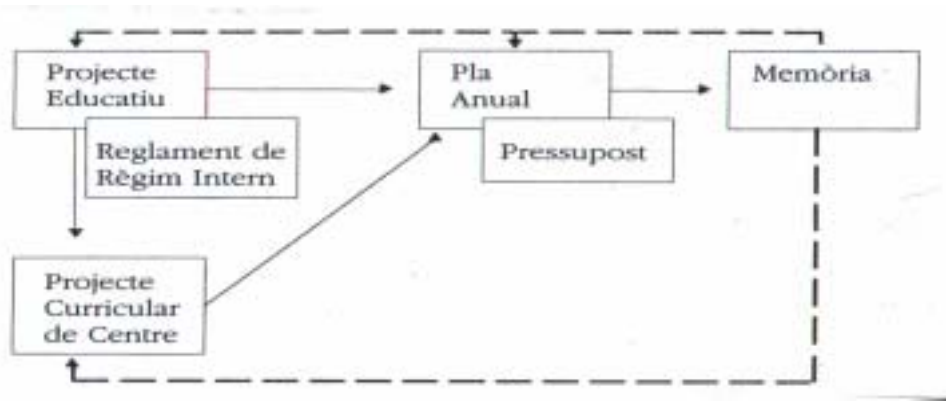 Projecte
Educatiu
Reglament de
Règim Intern
Pla
Anual
Pressupost
Memòria
Projecte
Curricular
de Centre